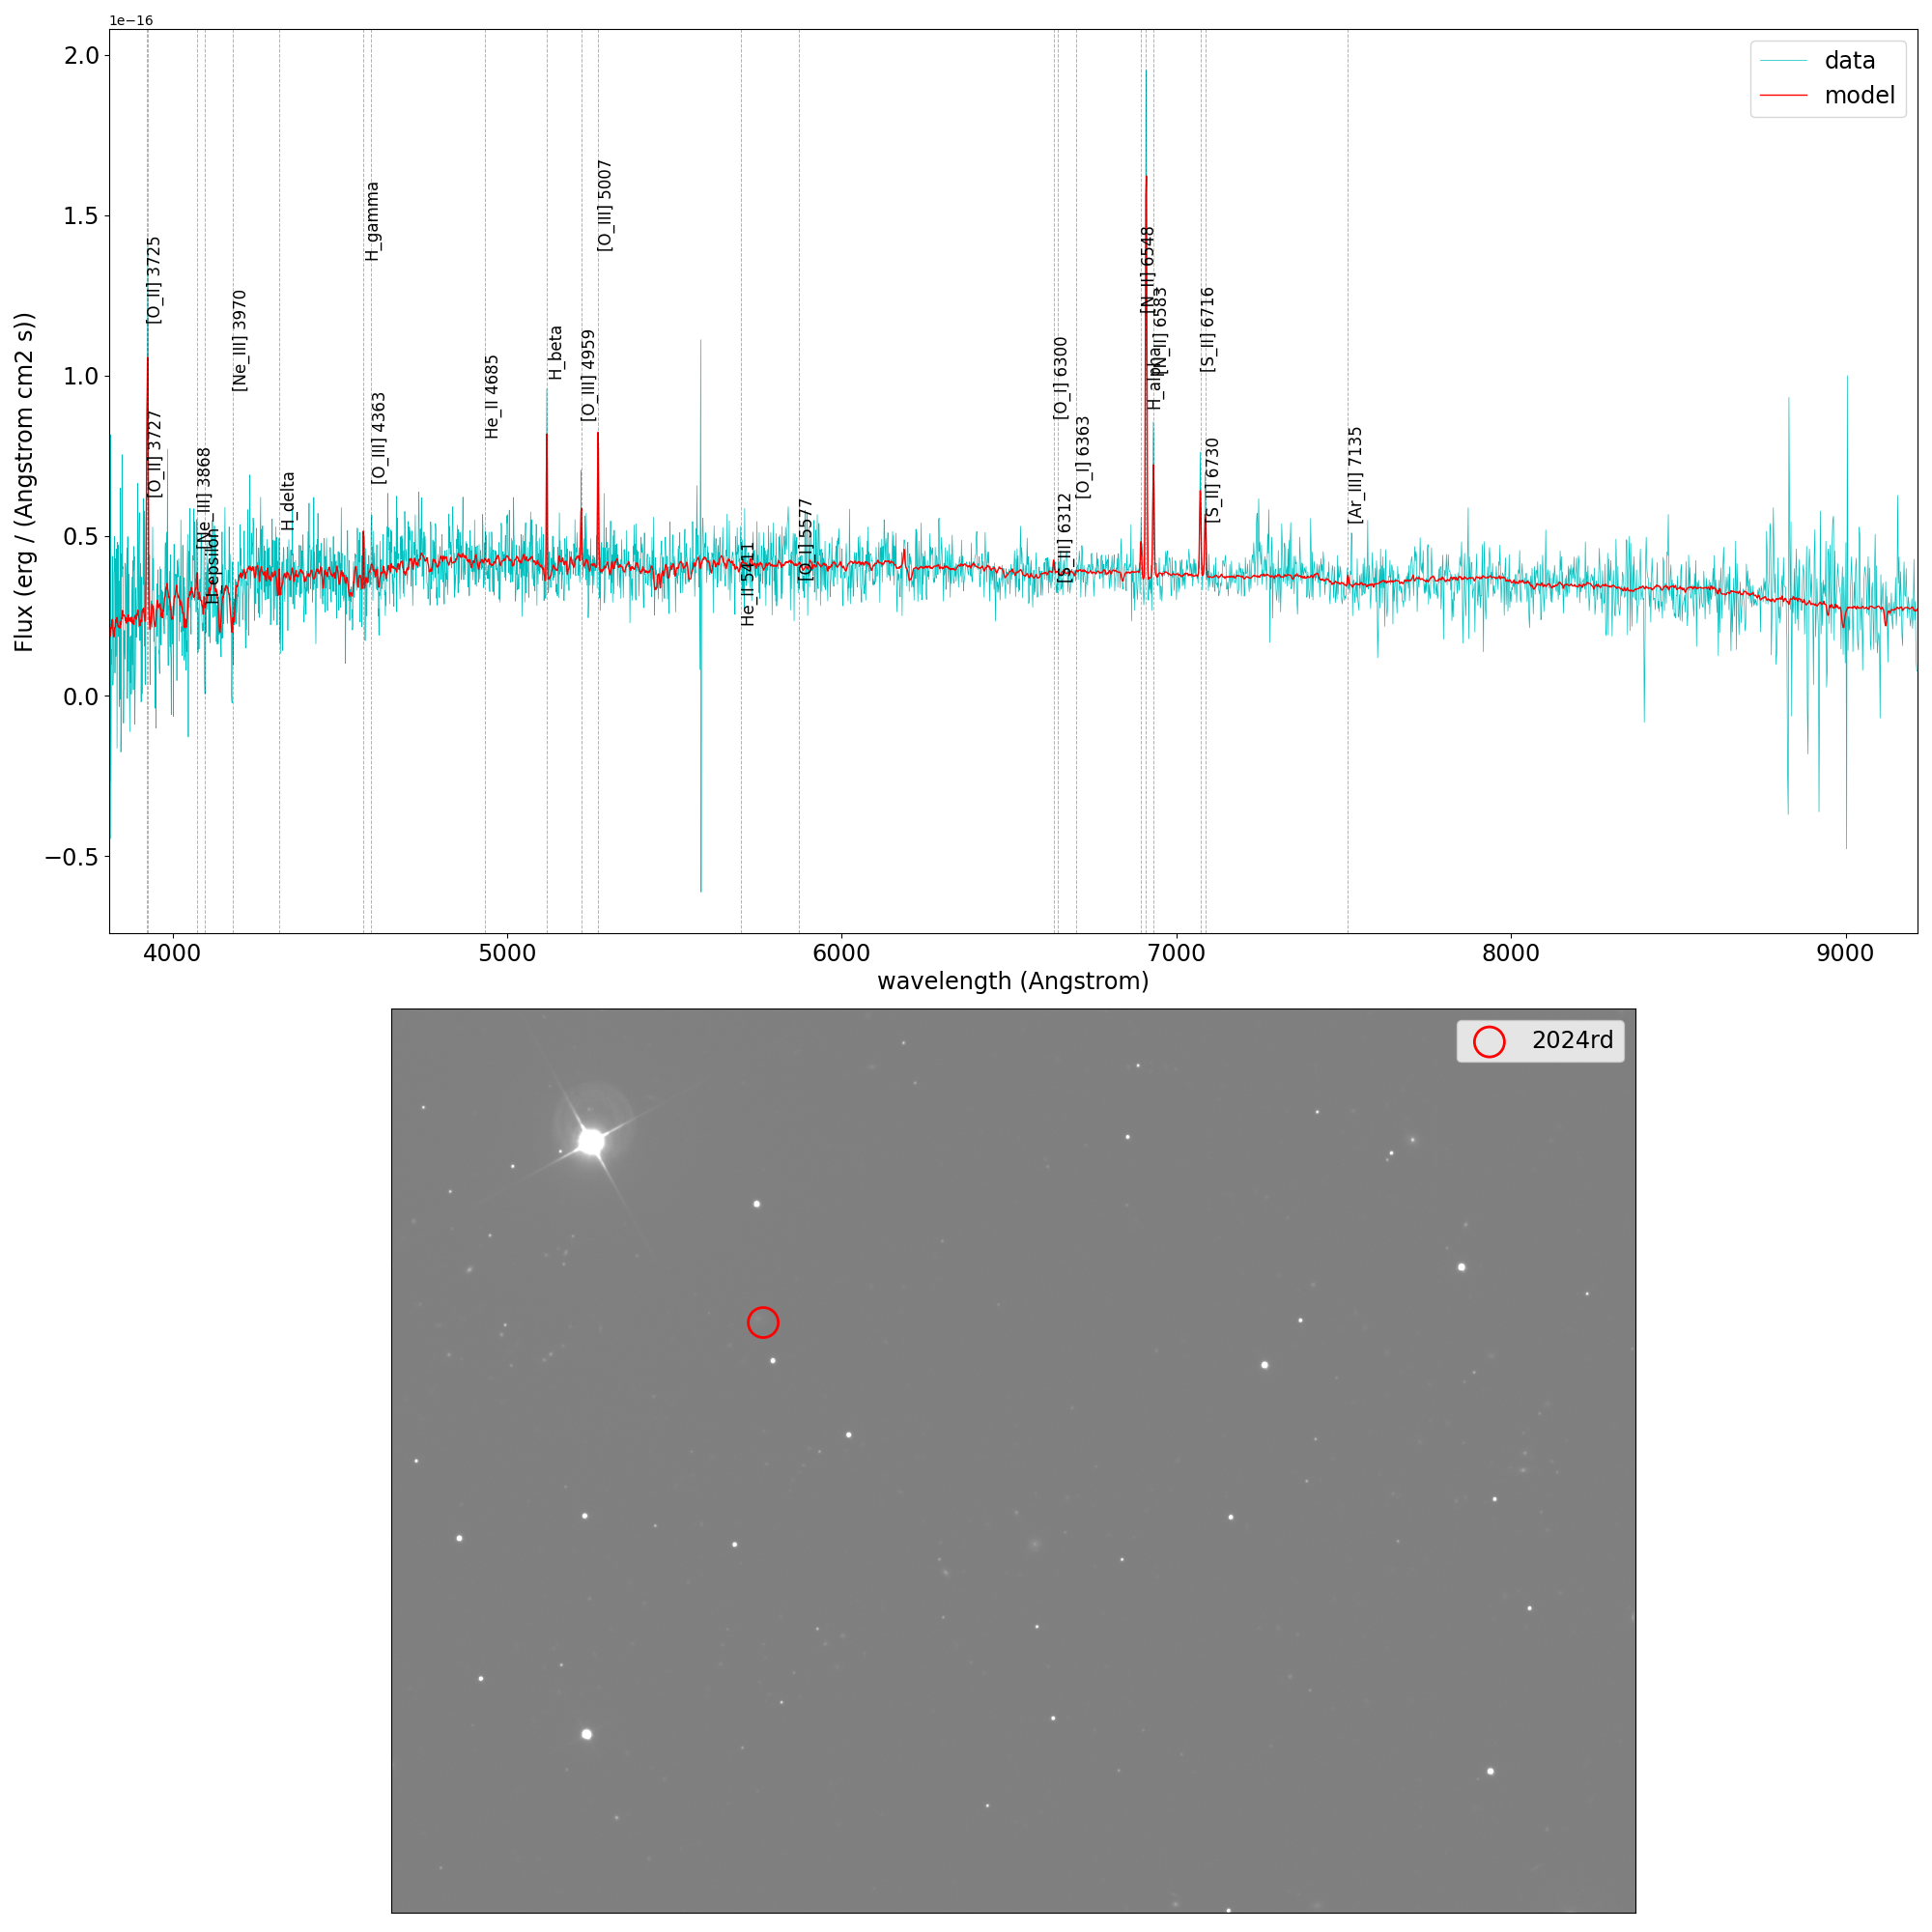 1e−16
2.0
1.5
1.0
0.5
0.0
−0.5
Flux (erg / (Angstrom cm2 s))
data
model
[O_II] 3725
[O_II] 3727
[Ne_III] 3868
H_epsilon
[Ne_III] 3970
H_delta
H_gamma
[O_III] 4363
He_II 4685
H_beta
[O_III] 4959
[O_III] 5007
He_II 5411
[O_I] 5577
[O_I] 6300
[S_III] 6312
[O_I] 6363
[N_II] 6548
H_alpha
[N_II] 6583
[S_II] 6716
[S_II] 6730
[Ar_III] 7135
4000 5000 6000 7000 8000 9000
wavelength (Angstrom)
2024rd